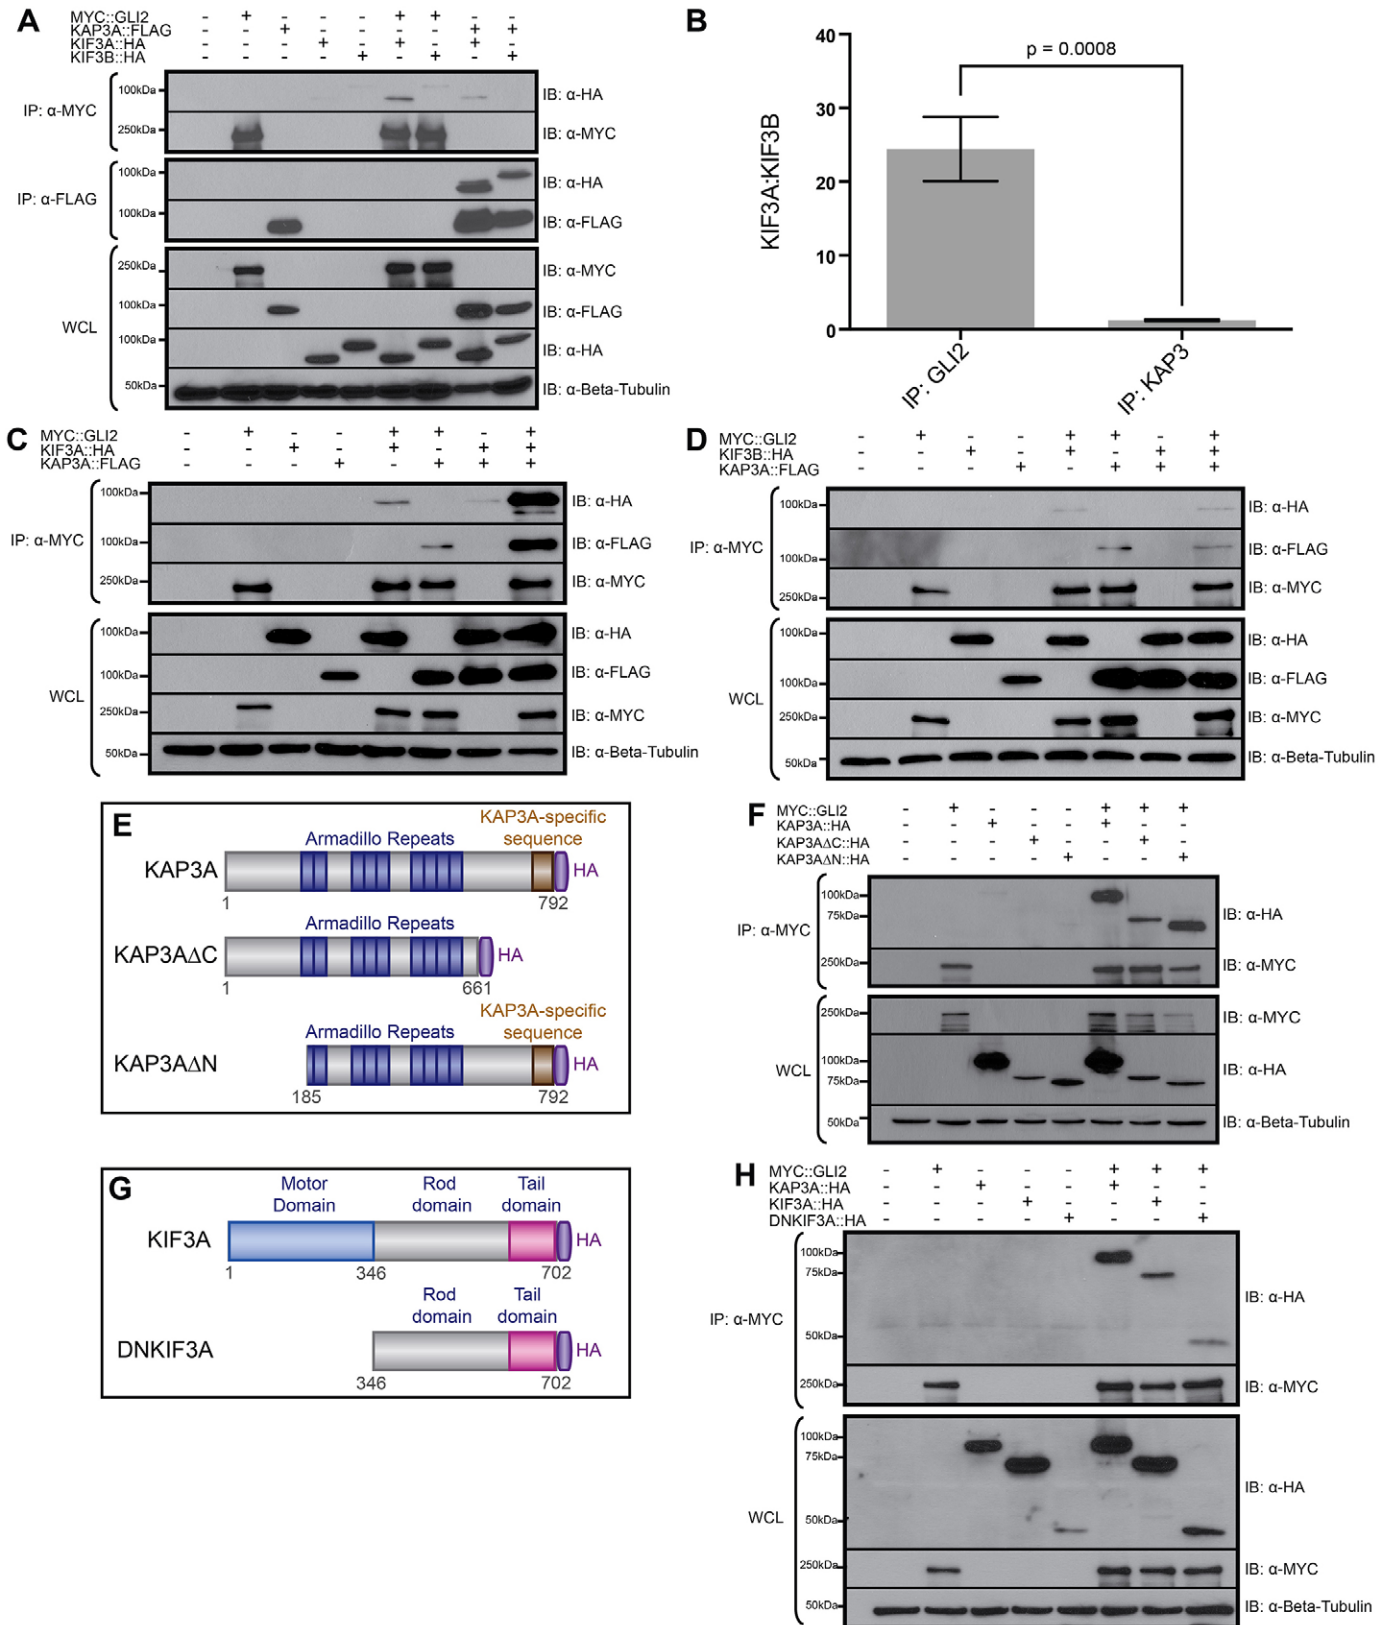 A
MYC::GLI2 - + - - - + + - -
KAP3A::FLAG - - + - - - - + +
KIF3A::HA - - - + - + - + -
KIF3B::HA - - - - + - + - +
IP: α-MYC
100kDa
IB: α-HA
250kDa
IB: α-MYC
IP: α-FLAG
100kDa
IB: α-HA
100kDa
IB: α-FLAG
WCL
250kDa
IB: α-MYC
100kDa
IB: α-FLAG
100kDa
IB: α-HA
50kDa
IB: α-Beta-Tubulin
B
p = 0.0008
KIF3A:KIF3B
40
30
20
10
0
IP: GLI2
IP: KAP3
C
MYC::GLI2 - + - - + + - +
KIF3A::HA - - + - + - + +
KAP3A::FLAG - - - + - + + +
IP: α-MYC
100kDa
IB: α-HA
100kDa
IB: α-FLAG
250kDa
IB: α-MYC
WCL
100kDa
IB: α-HA
100kDa
IB: α-FLAG
250kDa
IB: α-MYC
50kDa
IB: α-Beta-Tubulin
D
MYC::GLI2 - + - - + + - +
KIF3B::HA - - + - + - + +
KAP3A::FLAG - - - + - + + +
IP: α-MYC
100kDa
IB: α-HA
100kDa
IB: α-FLAG
250kDa
IB: α-MYC
WCL
100kDa
IB: α-HA
100kDa
IB: α-FLAG
250kDa
IB: α-MYC
50kDa
IB: α-Beta-Tubulin
E
Armadillo Repeats
KAP3A-specific
sequence
KAP3A
HA
1
792
Armadillo Repeats
KAP3AΔC
HA
1
661
KAP3A-specific
sequence
Armadillo Repeats
KAP3AΔN
HA
185
792
F
MYC::GLI2 - + - - - + + +
KAP3A::HA - - + - - + - -
KAP3AΔC::HA - - - + - - + -
KAP3AΔN::HA - - - - + - - +
IP: α-MYC
100kDa
75kDa
IB: α-HA
250kDa
IB: α-MYC
WCL
250kDa
IB: α-MYC
100kDa
75kDa
IB: α-HA
50kDa
IB: α-Beta-Tubulin
G
Motor
Domain
Rod
domain
Tail
domain
KIF3A
HA
1
346
702
Rod
domain
Tail
domain
DNKIF3A
HA
346
702
H
MYC::GLI2 - + - - - + + +
KAP3A::HA - - + - - + - -
KIF3A::HA - - - + - - + -
DNKIF3A::HA - - - - + - - +
IP: α-MYC
100kDa
75kDa
50kDa
IB: α-HA
250kDa
IB: α-MYC
WCL
100kDa
75kDa
50kDa
IB: α-HA
250kDa
IB: α-MYC
50kDa
IB: α-Beta-Tubulin